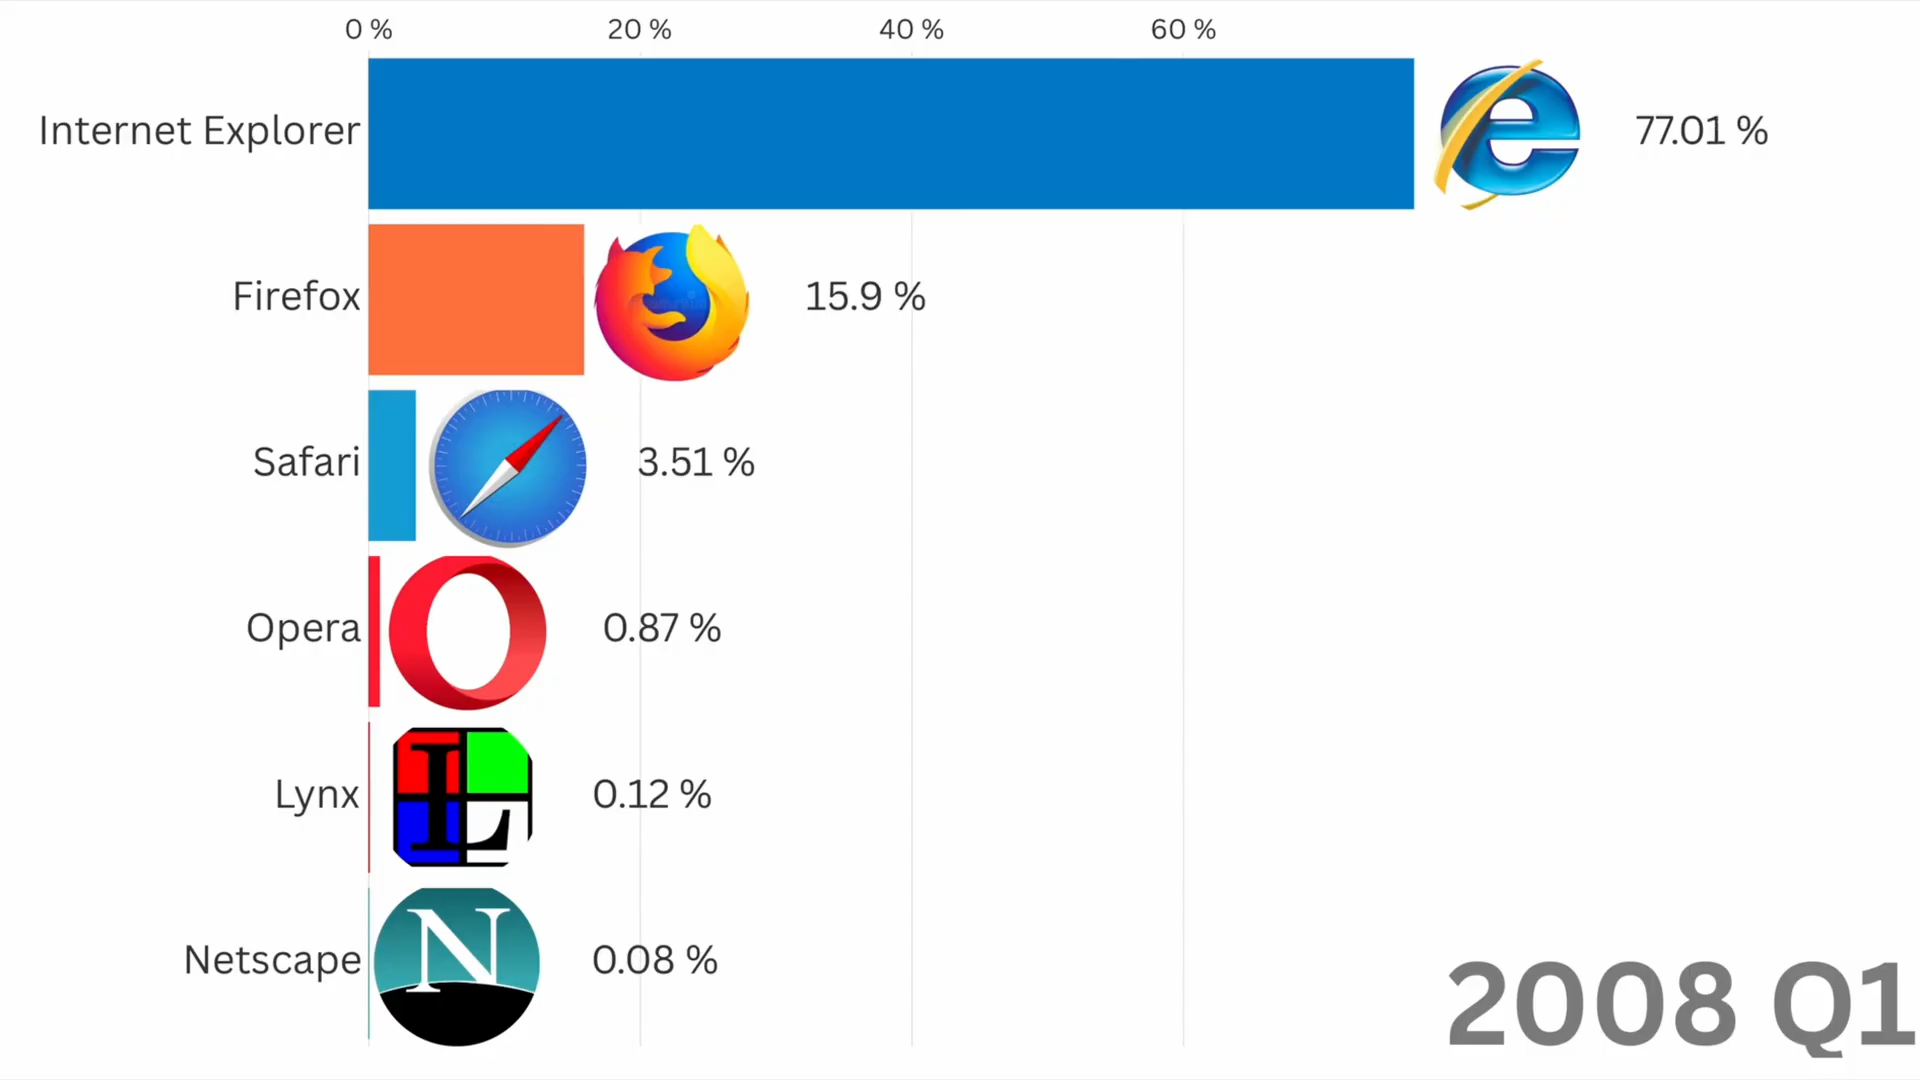 0 % 20 % 40 % 60 %
Internet Explorer 77.01 %
Firefox 15.9 %
Safari 3.51 %
Opera 0.87 %
Lynx L 0.12 %
Netscape N 0.08 %
2008 Q1